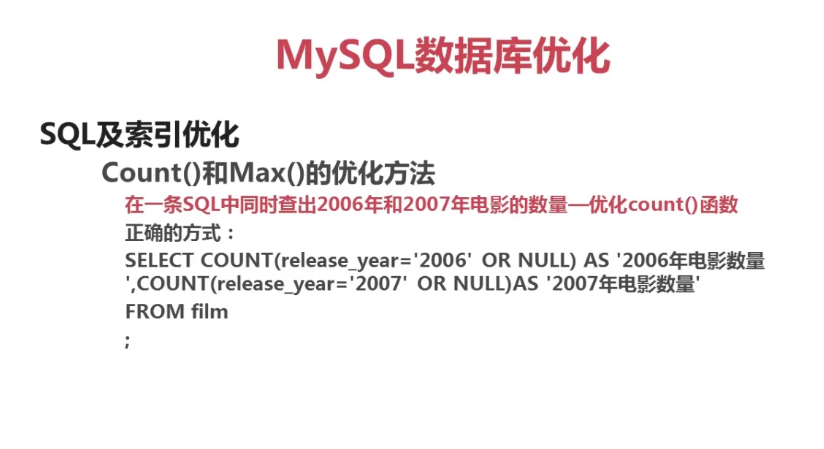 MySQL数据库优化
SQL及索引优化
Count()和Max()的优化方法
在一条SQL中同时查出2006年和2007年电影的数量—优化count()函数
正确的方式：
SELECT COUNT(release_year='2006' OR NULL) AS '2006年电影数量
',COUNT(release_year='2007' OR NULL)AS '2007年电影数量'
FROM film
;